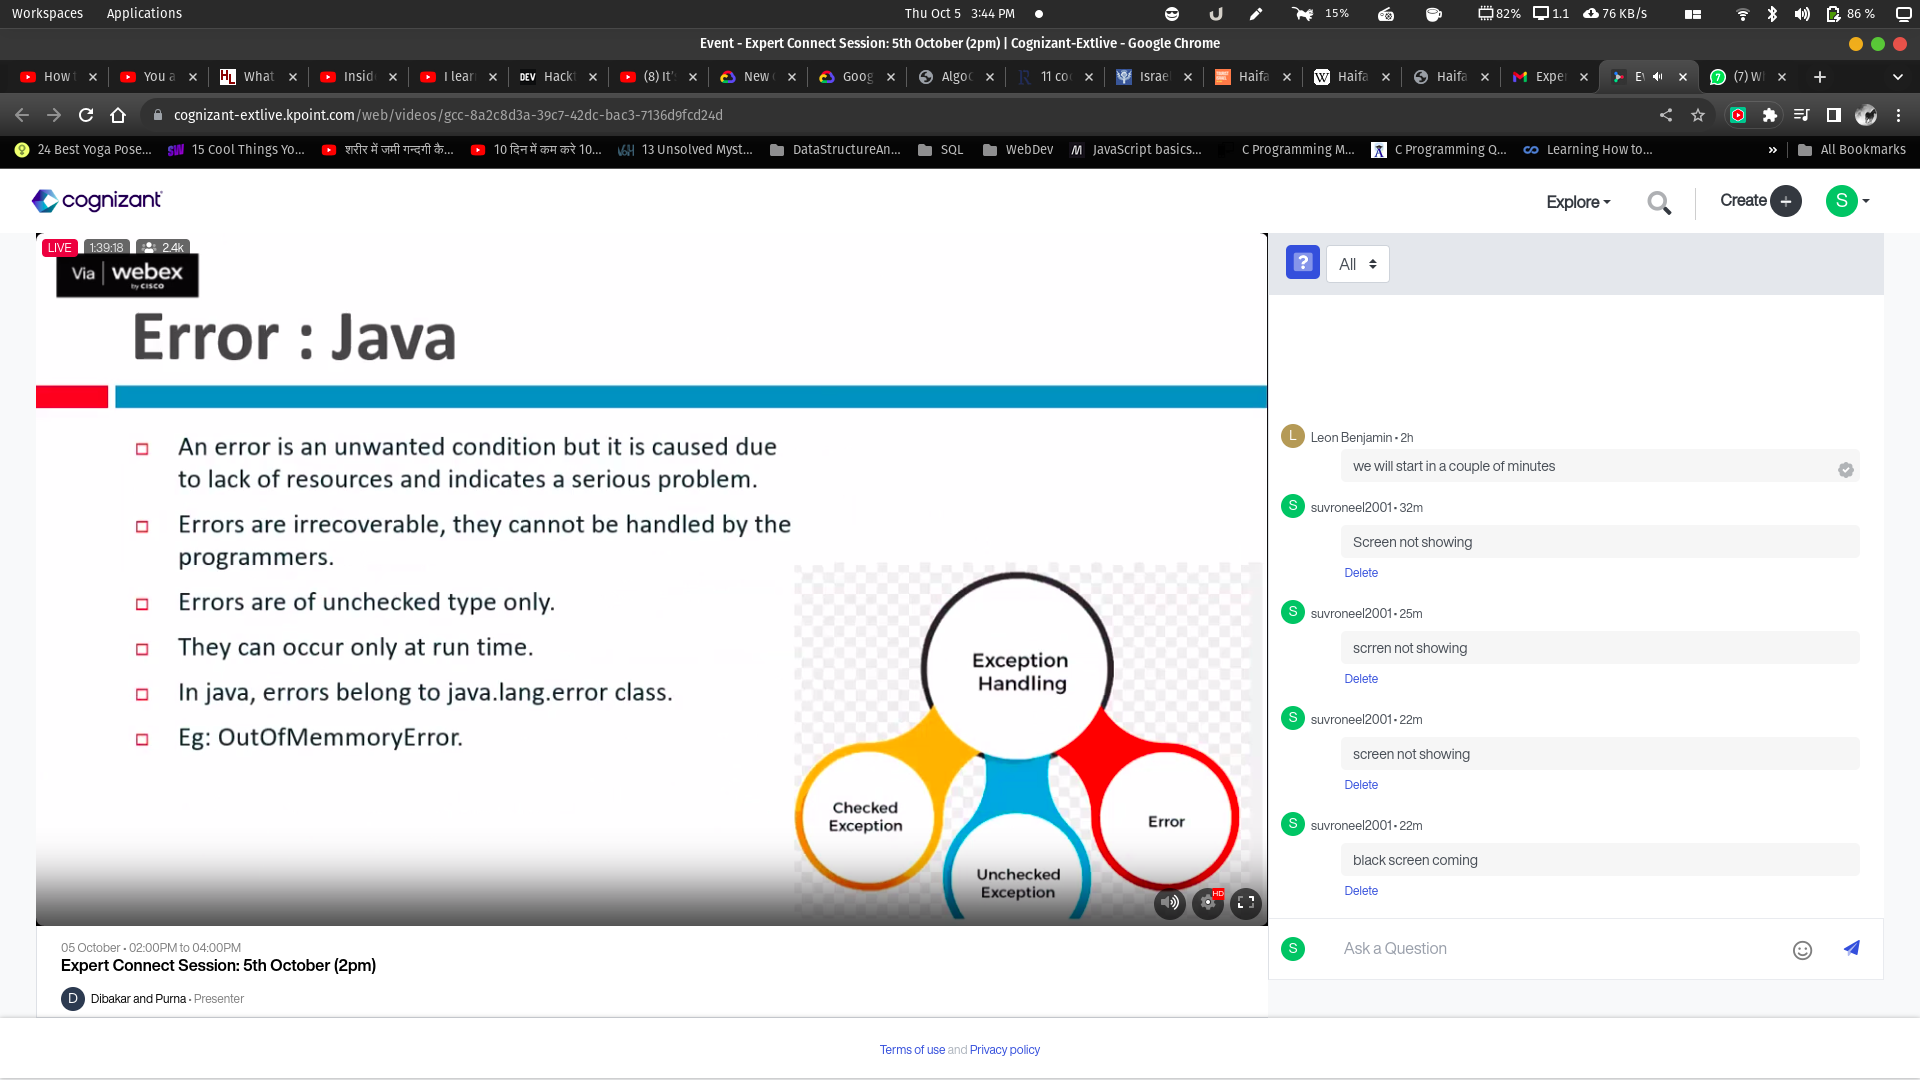 Workspaces Applications Thu Oct 5 3:44 PM 15% 82% 1.1 76 KB/s 86 %
Event - Expert Connect Session: 5th October (2pm) | Cognizant-Extlive - Google Chrome
How You a What Insid I lear DEV Hackt (8) It's New Goog AlgoC 11 co Israe Haifa Haifa Haifa Exper (7) W
cognizant-extlive.kpoint.com/web/videos/gcc-8a2c8d3a-39c7-42dc-bac3-7136d9fcd24d
24 Best Yoga Pose... 15 Cool Things Yo... शरीर में जमी गन्दगी कै... 10 दिन में कम करे 10... 13 Unsolved Myst... DataStructureAn... SQL WebDev JavaScript basics... C Programming M... C Programming Q... Learning How to... » All Bookmarks
cognizant
Explore
Create
S
LIVE 1:39:18 2.4k
Via webex
by CISCO
Error : Java
An error is an unwanted condition but it is caused due
to lack of resources and indicates a serious problem.
Errors are irrecoverable, they cannot be handled by the
programmers.
Errors are of unchecked type only.
They can occur only at run time.
In java, errors belong to java.lang.error class.
Eg: OutOfMemmoryError.
Exception
Handling
Checked
Exception
Unchecked
Exception
Error
HD
05 October • 02:00PM to 04:00PM
Expert Connect Session: 5th October (2pm)
D Dibakar and Purna • Presenter
? All
L Leon Benjamin • 2h
we will start in a couple of minutes
S suvroneel2001 • 32m
Screen not showing
Delete
S suvroneel2001 • 25m
scrren not showing
Delete
S suvroneel2001 • 22m
screen not showing
Delete
S suvroneel2001 • 22m
black screen coming
Delete
S Ask a Question
Terms of use and Privacy policy